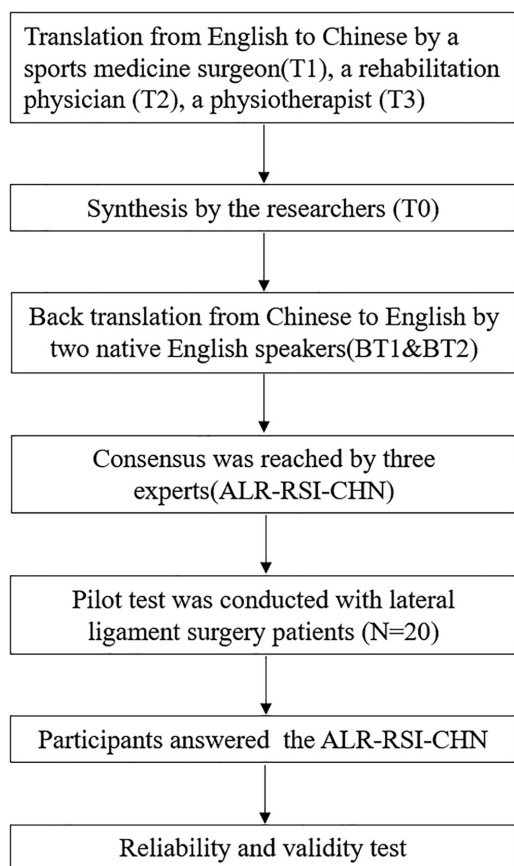 Translation from English to Chinese by a
sports medicine surgeon(T1), a rehabilitation
physician (T2), a physiotherapist (T3)
Synthesis by the researchers (T0)
Back translation from Chinese to English by
two native English speakers(BT1&BT2)
Consensus was reached by three
experts(ALR-RSI-CHN)
Pilot test was conducted with lateral
ligament surgery patients (N=20)
Participants answered the ALR-RSI-CHN
Reliability and validity test